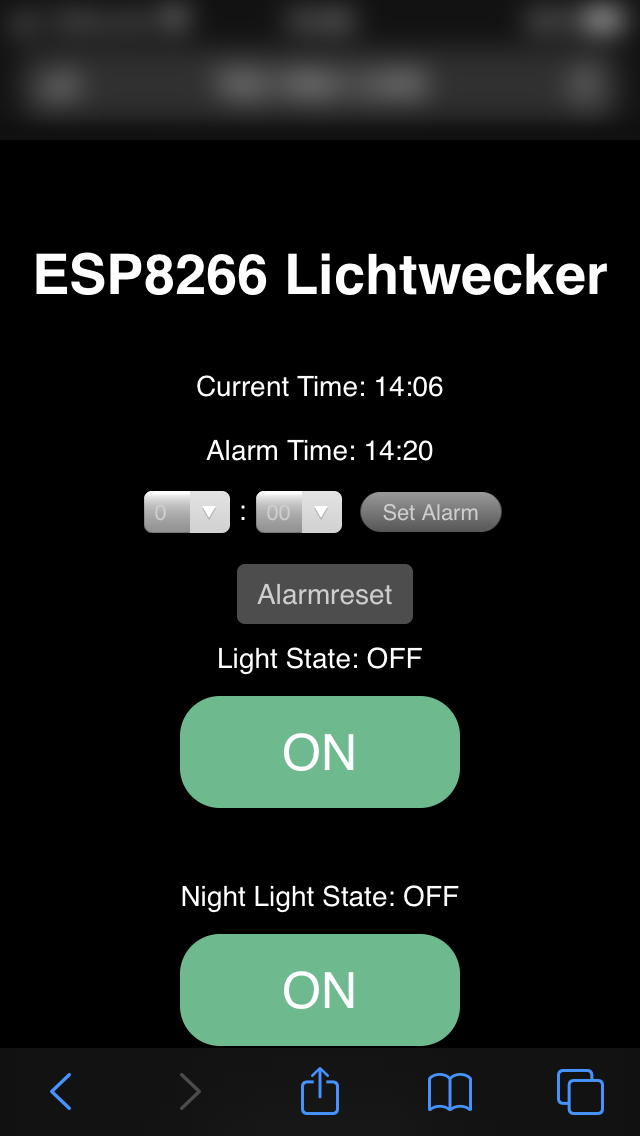 ESP8266 Lichtwecker
Current Time: 14:06
Alarm Time: 14:20
0 : 00 Set Alarm
Alarmreset
Light State: OFF
ON
Night Light State: OFF
ON